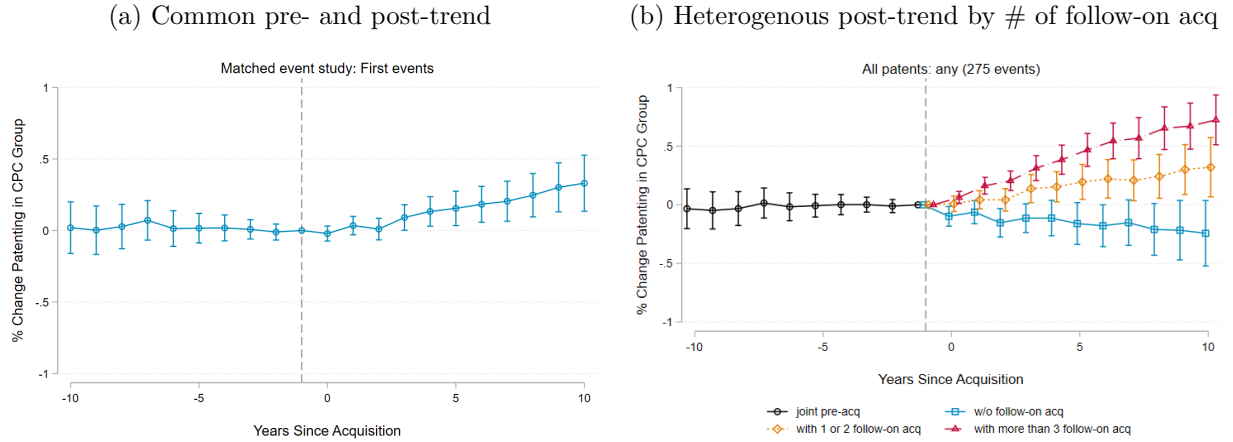 (a) Common pre- and post-trend
Matched event study: First events
% Change Patenting in CPC Group
1
.5
0
-.5
-1
-10
-5
0
5
10
Years Since Acquisition
(b) Heterogenous post-trend by # of follow-on acq
All patents: any (275 events)
% Change Patenting in CPC Group
1
.5
0
-.5
-1
-10
-5
0
5
10
Years Since Acquisition
joint pre-acq
w/o follow-on acq
with 1 or 2 follow-on acq
with more than 3 follow-on acq